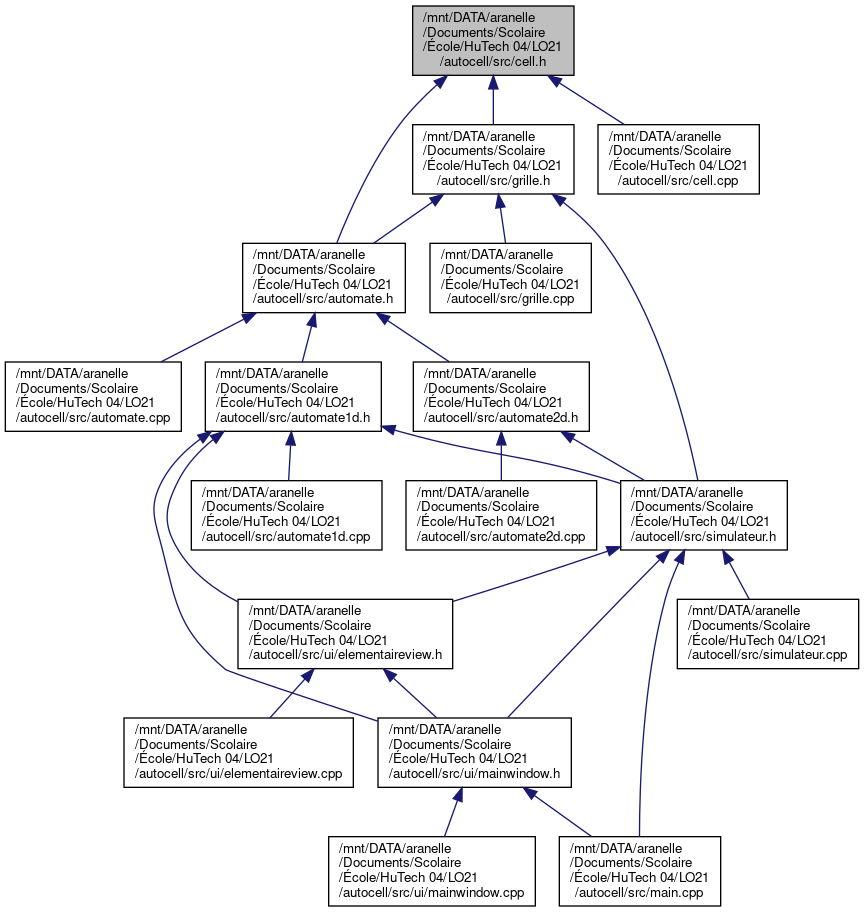 /mnt/DATA/aranelle
/Documents/Scolaire
/École/HuTech 04/LO21
/autocell/src/cell.h
/mnt/DATA/aranelle
/Documents/Scolaire
/École/HuTech 04/LO21
/autocell/src/grille.h
/mnt/DATA/aranelle
/Documents/Scolaire
/École/HuTech 04/LO21
/autocell/src/cell.cpp
/mnt/DATA/aranelle
/Documents/Scolaire
/École/HuTech 04/LO21
/autocell/src/automate.h
/mnt/DATA/aranelle
/Documents/Scolaire
/École/HuTech 04/LO21
/autocell/src/grille.cpp
/mnt/DATA/aranelle
/Documents/Scolaire
/École/HuTech 04/LO21
/autocell/src/automate.cpp
/mnt/DATA/aranelle
/Documents/Scolaire
/École/HuTech 04/LO21
/autocell/src/automate1d.h
/mnt/DATA/aranelle
/Documents/Scolaire
/École/HuTech 04/LO21
/autocell/src/automate2d.h
/mnt/DATA/aranelle
/Documents/Scolaire
/École/HuTech 04/LO21
/autocell/src/automate1d.cpp
/mnt/DATA/aranelle
/Documents/Scolaire
/École/HuTech 04/LO21
/autocell/src/automate2d.cpp
/mnt/DATA/aranelle
/Documents/Scolaire
/École/HuTech 04/LO21
/autocell/src/simulateur.h
/mnt/DATA/aranelle
/Documents/Scolaire
/École/HuTech 04/LO21
/autocell/src/ui/elementaireview.h
/mnt/DATA/aranelle
/Documents/Scolaire
/École/HuTech 04/LO21
/autocell/src/simulateur.cpp
/mnt/DATA/aranelle
/Documents/Scolaire
/École/HuTech 04/LO21
/autocell/src/ui/elementaireview.cpp
/mnt/DATA/aranelle
/Documents/Scolaire
/École/HuTech 04/LO21
/autocell/src/ui/mainwindow.h
/mnt/DATA/aranelle
/Documents/Scolaire
/École/HuTech 04/LO21
/autocell/src/ui/mainwindow.cpp
/mnt/DATA/aranelle
/Documents/Scolaire
/École/HuTech 04/LO21
/autocell/src/main.cpp